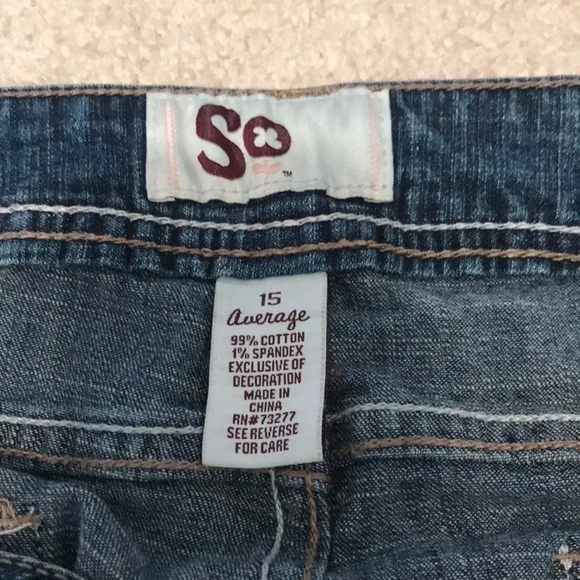 So
TM
15
Average
99% COTTON
1% SPANDEX
EXCLUSIVE OF
DECORATION
MADE IN
CHINA
RN#73277
SEE REVERSE
FOR CARE